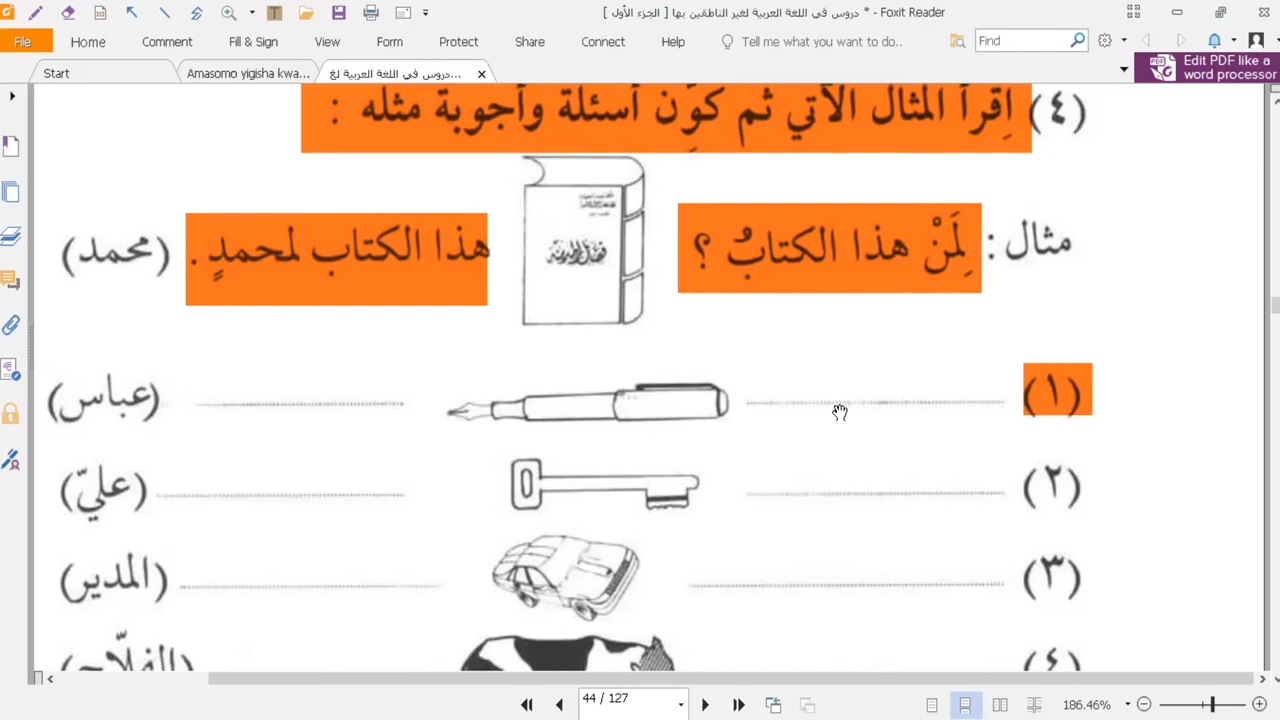 دروس في اللغة العربية لغير الناطقين بها [ الجزء الأول ] * - Foxit Reader
File Home Comment Fill & Sign View Form Protect Share Connect Help Tell me what you want to do.. Find
Start Amasomo yigisha kwa... دروس في اللغة العربية لغ...
Edit PDF like a
word processor
(٤) اِقرأ المثال الآتي ثم كوِّن أسئلة وأجوبة مثله :
مثال : لِمَنْ هذا الكتابُ ؟ هذا الكتاب لمحمدٍ . (محمد)
(١) (عباس)
(٢) (عليّ)
(٣) (المدير)
(٤) (الفلّاح)
44 / 127
186.46%